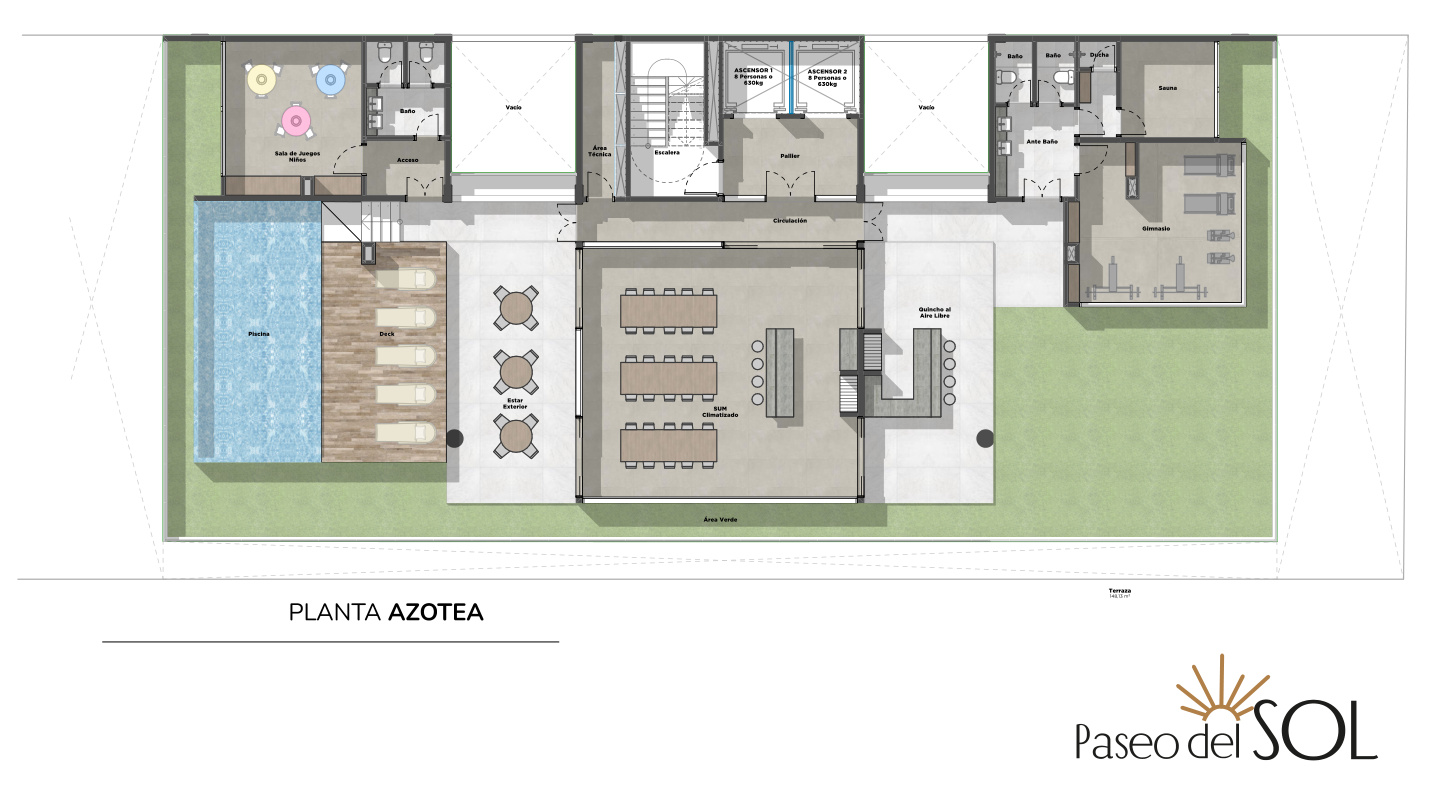 Baño
Baño
Ducha
ASCENSOR 1
8 Personas o
630kg
ASCENSOR 2
8 Personas o
630kg
Sauna
Vacío
Vacío
Baño
Sala de Juegos
Niños
Acceso
Área
Técnica
Escalera
Pallier
Ante Baño
Circulación
Gimnasio
Piscina
Deck
Estar
Exterior
SUM
Climatizado
Quincho al
Aire Libre
Área Verde
Terraza
148.13 m²
PLANTA AZOTEA
Paseo del SOL